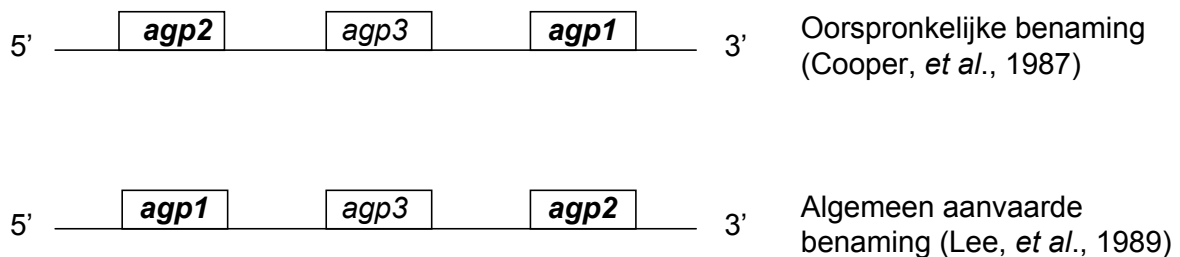 5’ agp2 agp3 agp1 3’ Oorspronkelijke benaming
(Cooper, et al., 1987)
5’ agp1 agp3 agp2 3’ Algemeen aanvaarde
benaming (Lee, et al., 1989)